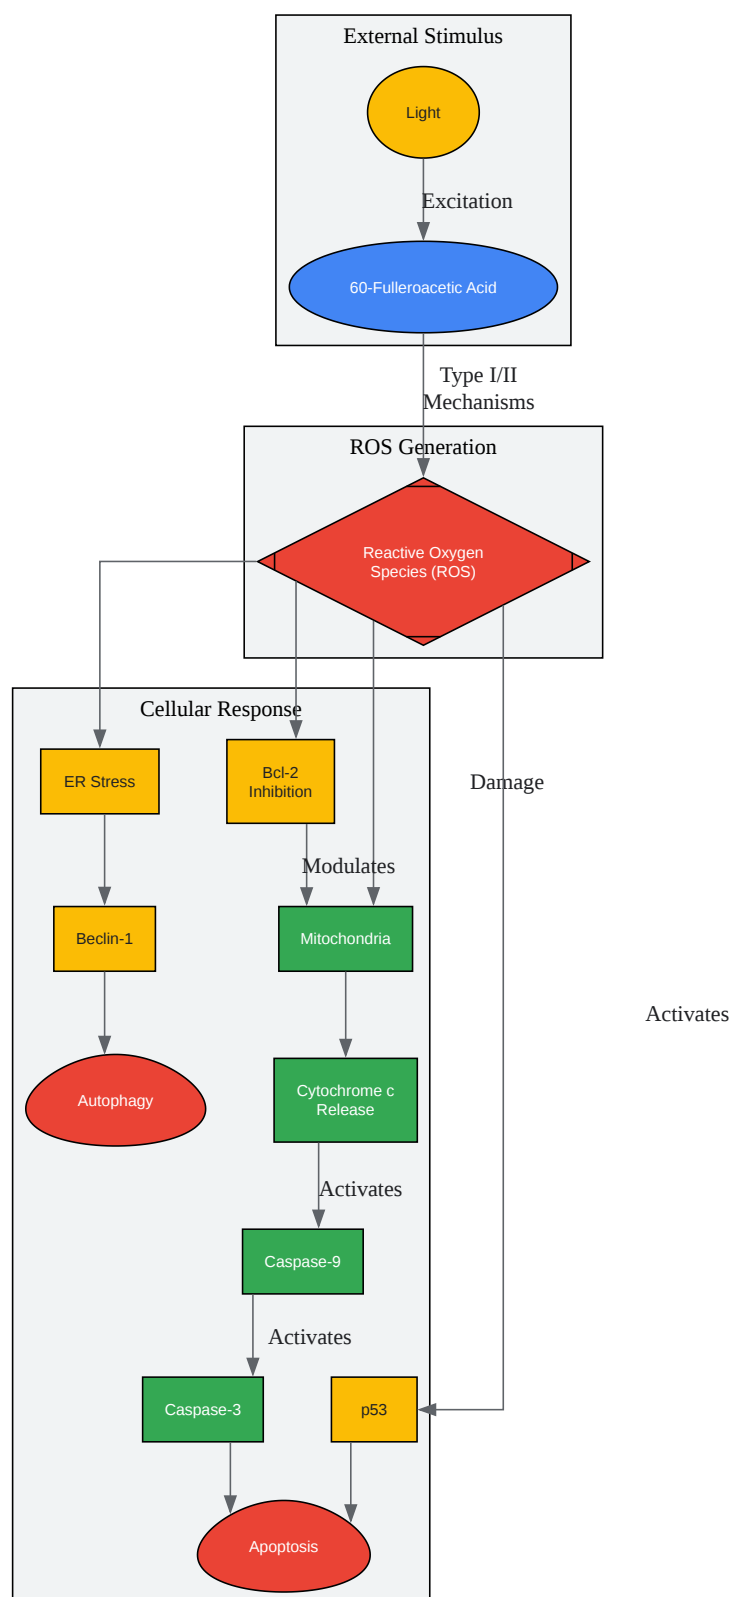 External Stimulus
Light
Excitation
60-Fulleroacetic Acid
Type I/II
Mechanisms
ROS Generation
Reactive Oxygen
Species (ROS)
Cellular Response
ER Stress
Bcl-2
Inhibition
Damage
Modulates
Beclin-1
Mitochondria
Activates
Cytochrome c
Release
Autophagy
Activates
Caspase-9
Activates
Caspase-3
p53
Apoptosis